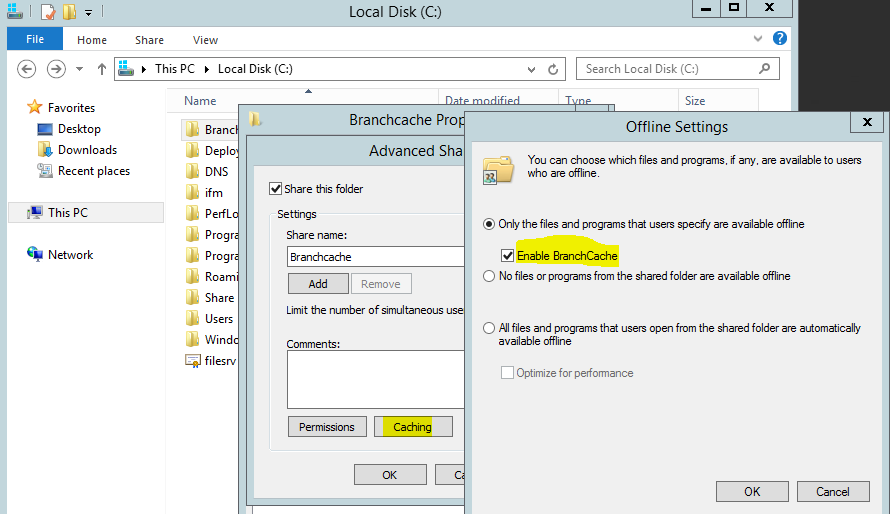 Local Disk (C:)
File Home Share View
This PC Local Disk (C:) Search Local Disk (C:)
Name Date modified Type Size
Favorites
Desktop
Downloads
Recent places
This PC
Network
Branch
Deploy
DNS
ifm
PerfLo
Progra
Progra
Roami
Share
Users
Windo
filesrv
Branchcache Prop
Advanced Sha
Share this folder
Settings
Share name:
Branchcache
Add Remove
Limit the number of simultaneous use
Comments:
Permissions Caching
OK Ca
Offline Settings
You can choose which files and programs, if any, are available to users
who are offline.
Only the files and programs that users specify are available offline
Enable BranchCache
No files or programs from the shared folder are available offline
All files and programs that users open from the shared folder are automatically
available offline
Optimize for performance
OK Cancel